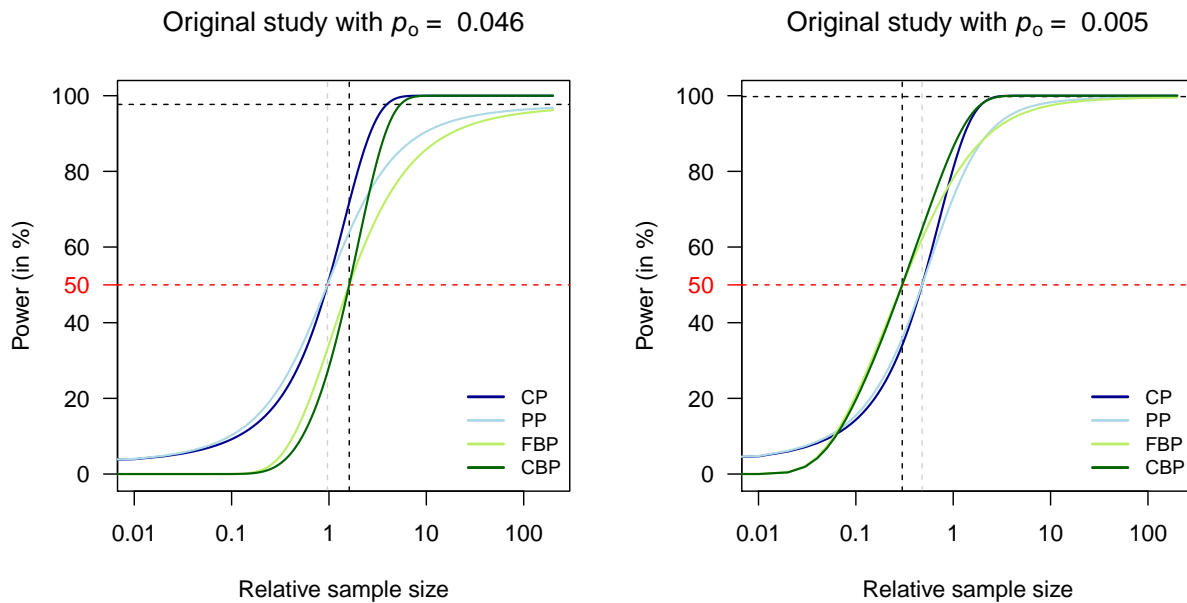 Original study with pₒ = 0.046
Power (in %)
100
80
60
50
40
20
0
CP
PP
FBP
CBP
0.01 0.1 1 10 100
Relative sample size
Original study with pₒ = 0.005
Power (in %)
100
80
60
50
40
20
0
CP
PP
FBP
CBP
0.01 0.1 1 10 100
Relative sample size